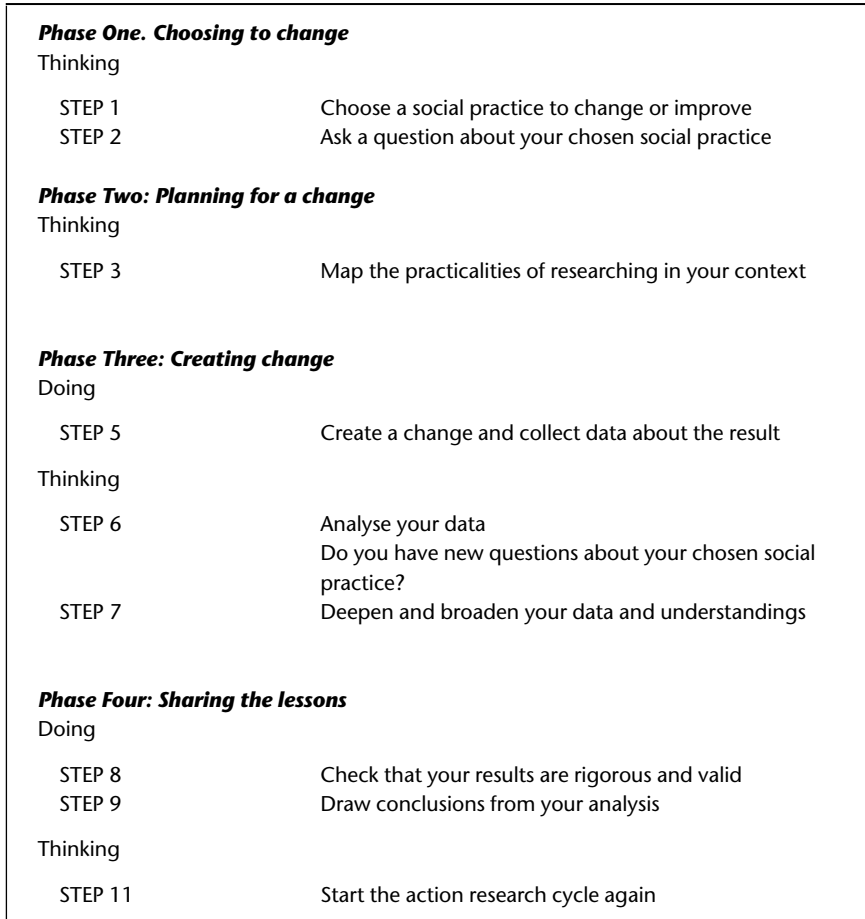 Phase One. Choosing to change
Thinking
STEP 1 Choose a social practice to change or improve
STEP 2 Ask a question about your chosen social practice
Phase Two: Planning for a change
Thinking
STEP 3 Map the practicalities of researching in your context
Phase Three: Creating change
Doing
STEP 5 Create a change and collect data about the result
Thinking
STEP 6 Analyse your data
Do you have new questions about your chosen social
practice?
STEP 7 Deepen and broaden your data and understandings
Phase Four: Sharing the lessons
Doing
STEP 8 Check that your results are rigorous and valid
STEP 9 Draw conclusions from your analysis
Thinking
STEP 11 Start the action research cycle again